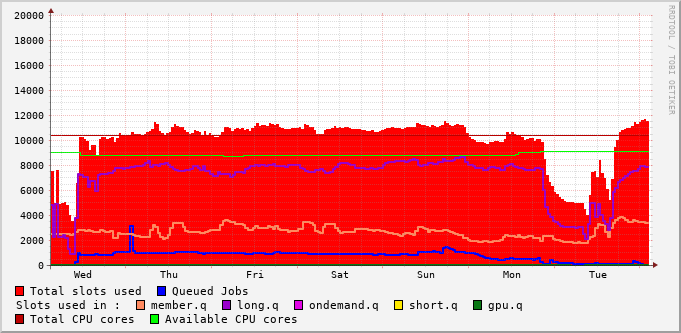 20000
18000
16000
14000
12000
10000
8000
6000
4000
2000
0
Wed Thu Fri Sat Sun Mon Tue
RRDTOOL / TOBI OETIKER
Total slots used Queued Jobs
Slots used in : member.q long.q ondemand.q short.q gpu.q
Total CPU cores Available CPU cores